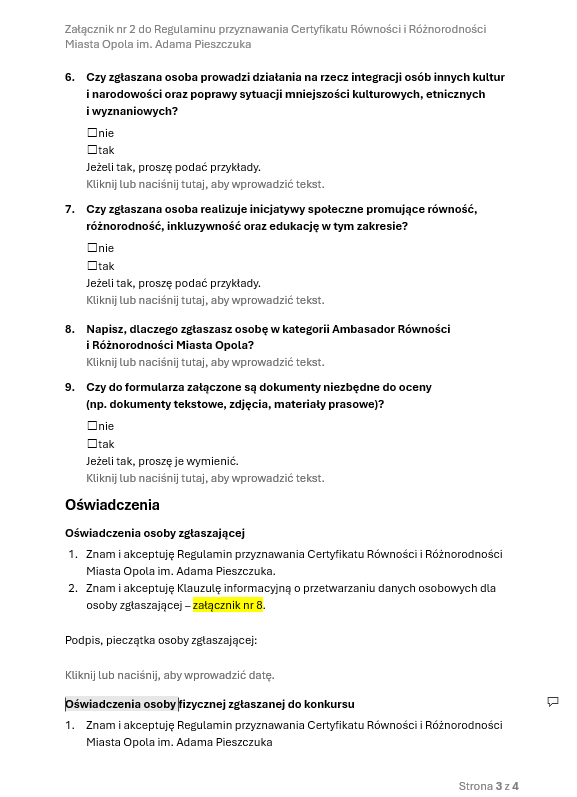 Załącznik nr 2 do Regulaminu przyznawania Certyfikatu Równości i Różnorodności
Miasta Opola im. Adama Pieszczuka
6. Czy zgłaszana osoba prowadzi działania na rzecz integracji osób innych kultur
i narodowości oraz poprawy sytuacji mniejszości kulturowych, etnicznych
i wyznaniowych?
☐nie
☐tak
Jeżeli tak, proszę podać przykłady.
Kliknij lub naciśnij tutaj, aby wprowadzić tekst.
7. Czy zgłaszana osoba realizuje inicjatywy społeczne promujące równość,
różnorodność, inkluzywność oraz edukację w tym zakresie?
☐nie
☐tak
Jeżeli tak, proszę podać przykłady.
Kliknij lub naciśnij tutaj, aby wprowadzić tekst.
8. Napisz, dlaczego zgłaszasz osobę w kategorii Ambasador Równości
i Różnorodności Miasta Opola?
Kliknij lub naciśnij tutaj, aby wprowadzić tekst.
9. Czy do formularza załączone są dokumenty niezbędne do oceny
(np. dokumenty tekstowe, zdjęcia, materiały prasowe)?
☐nie
☐tak
Jeżeli tak, proszę je wymienić.
Kliknij lub naciśnij tutaj, aby wprowadzić tekst.
Oświadczenia
Oświadczenia osoby zgłaszającej
1. Znam i akceptuję Regulamin przyznawania Certyfikatu Równości i Różnorodności
Miasta Opola im. Adama Pieszczuka.
2. Znam i akceptuję Klauzulę informacyjną o przetwarzaniu danych osobowych dla
osoby zgłaszającej – załącznik nr 8.
Podpis, pieczątka osoby zgłaszającej:
Kliknij lub naciśnij, aby wprowadzić datę.
Oświadczenia osoby fizycznej zgłaszanej do konkursu
1. Znam i akceptuję Regulamin przyznawania Certyfikatu Równości i Różnorodności
Miasta Opola im. Adama Pieszczuka
Strona 3 z 4